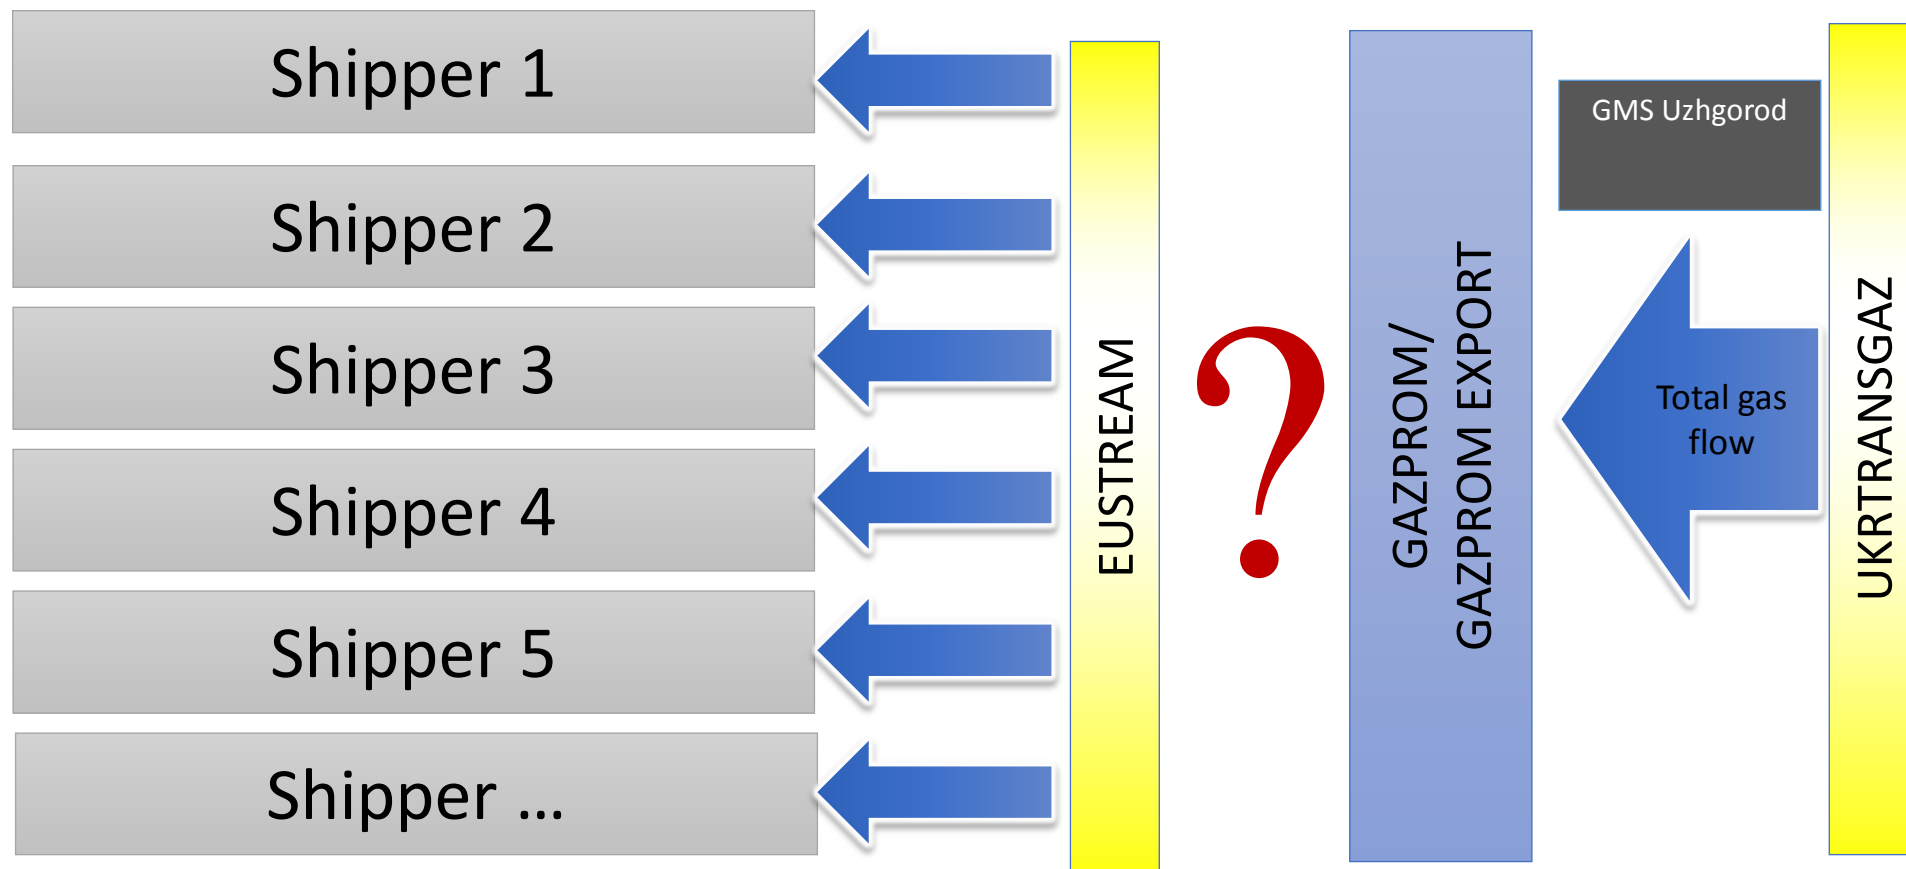 Shipper 1
Shipper 2
Shipper 3
Shipper 4
Shipper 5
Shipper ...
EUSTREAM
?
GAZPROM/
GAZPROM EXPORT
GMS Uzhgorod
Total gas
flow
UKRTRANSGAZ